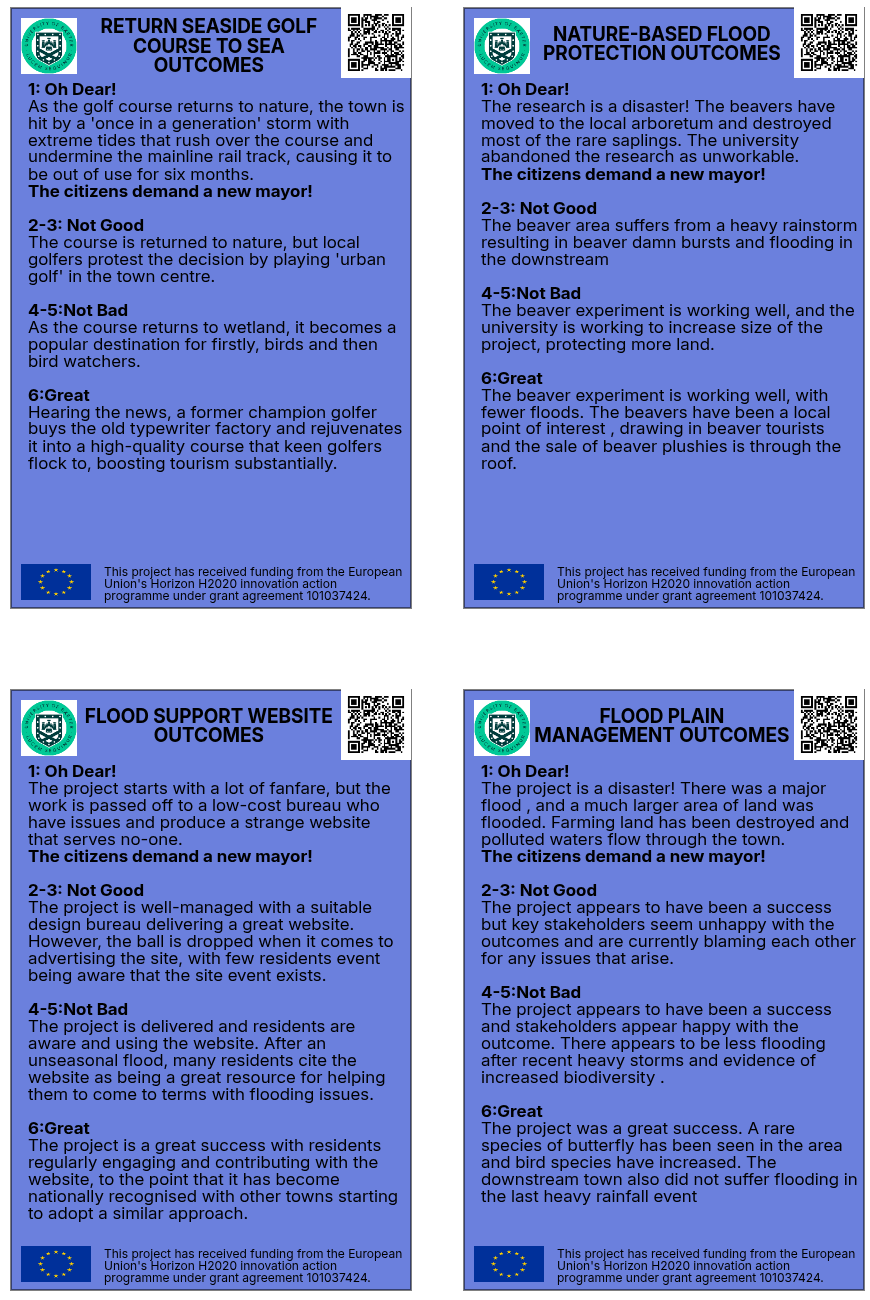 RETURN SEASIDE GOLF
COURSE TO SEA
OUTCOMES
1: Oh Dear!
As the golf course returns to nature, the town is
hit by a 'once in a generation' storm with
extreme tides that rush over the course and
undermine the mainline rail track, causing it to
be out of use for six months.
The citizens demand a new mayor!
2-3: Not Good
The course is returned to nature, but local
golfers protest the decision by playing 'urban
golf' in the town centre.
4-5:Not Bad
As the course returns to wetland, it becomes a
popular destination for firstly, birds and then
bird watchers.
6:Great
Hearing the news, a former champion golfer
buys the old typewriter factory and rejuvenates
it into a high-quality course that keen golfers
flock to, boosting tourism substantially.
This project has received funding from the European
Union's Horizon H2020 innovation action
programme under grant agreement 101037424.
NATURE-BASED FLOOD
PROTECTION OUTCOMES
1: Oh Dear!
The research is a disaster! The beavers have
moved to the local arboretum and destroyed
most of the rare saplings. The university
abandoned the research as unworkable.
The citizens demand a new mayor!
2-3: Not Good
The beaver area suffers from a heavy rainstorm
resulting in beaver damn bursts and flooding in
the downstream
4-5:Not Bad
The beaver experiment is working well, and the
university is working to increase size of the
project, protecting more land.
6:Great
The beaver experiment is working well, with
fewer floods. The beavers have been a local
point of interest , drawing in beaver tourists
and the sale of beaver plushies is through the
roof.
This project has received funding from the European
Union's Horizon H2020 innovation action
programme under grant agreement 101037424.
FLOOD SUPPORT WEBSITE
OUTCOMES
1: Oh Dear!
The project starts with a lot of fanfare, but the
work is passed off to a low-cost bureau who
have issues and produce a strange website
that serves no-one.
The citizens demand a new mayor!
2-3: Not Good
The project is well-managed with a suitable
design bureau delivering a great website.
However, the ball is dropped when it comes to
advertising the site, with few residents event
being aware that the site event exists.
4-5:Not Bad
The project is delivered and residents are
aware and using the website. After an
unseasonal flood, many residents cite the
website as being a great resource for helping
them to come to terms with flooding issues.
6:Great
The project is a great success with residents
regularly engaging and contributing with the
website, to the point that it has become
nationally recognised with other towns starting
to adopt a similar approach.
This project has received funding from the European
Union's Horizon H2020 innovation action
programme under grant agreement 101037424.
FLOOD PLAIN
MANAGEMENT OUTCOMES
1: Oh Dear!
The project is a disaster! There was a major
flood , and a much larger area of land was
flooded. Farming land has been destroyed and
polluted waters flow through the town.
The citizens demand a new mayor!
2-3: Not Good
The project appears to have been a success
but key stakeholders seem unhappy with the
outcomes and are currently blaming each other
for any issues that arise.
4-5:Not Bad
The project appears to have been a success
and stakeholders appear happy with the
outcome. There appears to be less flooding
after recent heavy storms and evidence of
increased biodiversity .
6:Great
The project was a great success. A rare
species of butterfly has been seen in the area
and bird species have increased. The
downstream town also did not suffer flooding in
the last heavy rainfall event
This project has received funding from the European
Union's Horizon H2020 innovation action
programme under grant agreement 101037424.